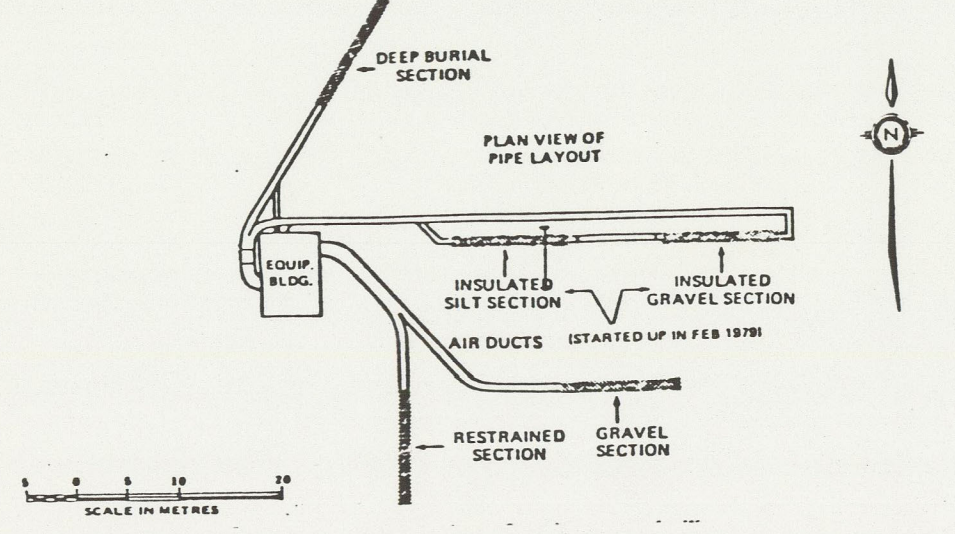 DEEP BURIAL
SECTION
PLAN VIEW OF
PIPE LAYOUT
N
EQUIP.
BLDG.
INSULATED
SILT SECTION
INSULATED
GRAVEL SECTION
(STARTED UP IN FEB 1979)
AIR DUCTS
RESTRAINED
SECTION
GRAVEL
SECTION
5 0 5 10 20
SCALE IN METRES